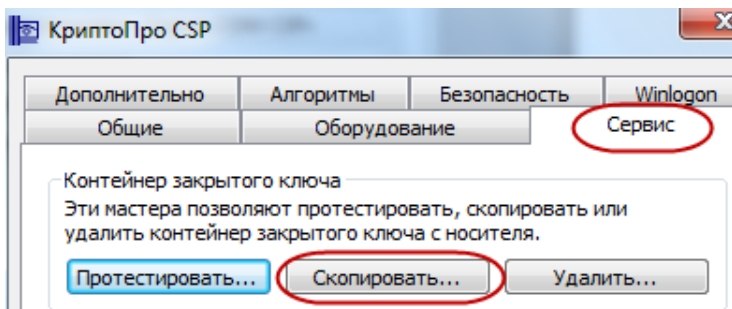 КриптоПро CSP
Дополнительно Алгоритмы Безопасность Winlogon
Общие Оборудование Сервис
Контейнер закрытого ключа
Эти мастера позволяют протестировать, скопировать или
удалить контейнер закрытого ключа с носителя.
Протестировать... Скопировать... Удалить...